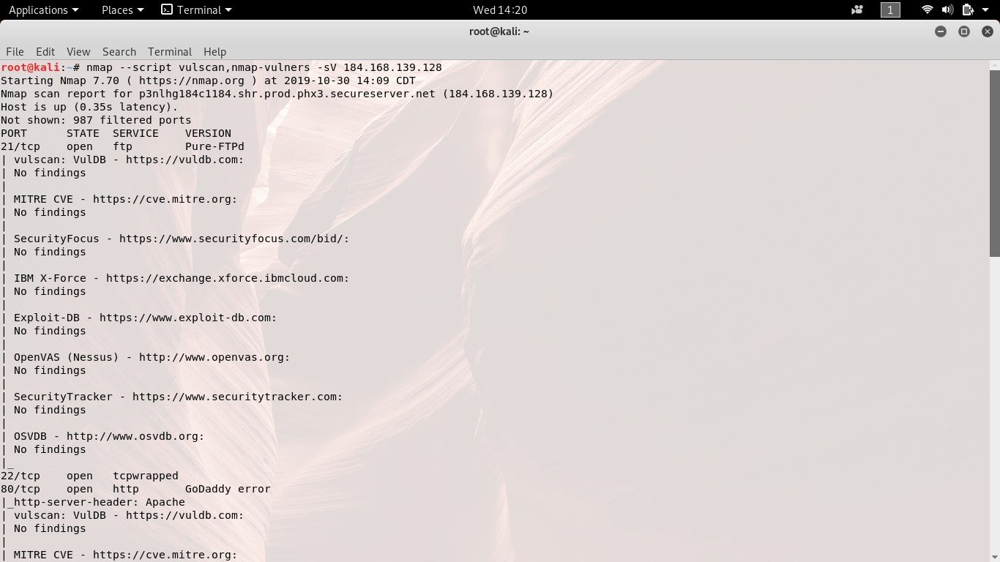 Applications Places Terminal Wed 14:20 1
root@kali: ~
File Edit View Search Terminal Help
root@kali:~# nmap --script vulscan,nmap-vulners -sV 184.168.139.128
Starting Nmap 7.70 ( https://nmap.org ) at 2019-10-30 14:09 CDT
Nmap scan report for p3nlhg184c1184.shr.prod.phx3.secureserver.net (184.168.139.128)
Host is up (0.35s latency).
Not shown: 987 filtered ports
PORT      STATE  SERVICE    VERSION
21/tcp    open   ftp        Pure-FTPd
| vulscan: VulDB - https://vuldb.com:
| No findings
|
| MITRE CVE - https://cve.mitre.org:
| No findings
|
| SecurityFocus - https://www.securityfocus.com/bid/:
| No findings
|
| IBM X-Force - https://exchange.xforce.ibmcloud.com:
| No findings
|
| Exploit-DB - https://www.exploit-db.com:
| No findings
|
| OpenVAS (Nessus) - http://www.openvas.org:
| No findings
|
| SecurityTracker - https://www.securitytracker.com:
| No findings
|
| OSVDB - http://www.osvdb.org:
| No findings
|_
22/tcp    open   tcpwrapped
80/tcp    open   http       GoDaddy error
|_http-server-header: Apache
| vulscan: VulDB - https://vuldb.com:
| No findings
|
| MITRE CVE - https://cve.mitre.org: